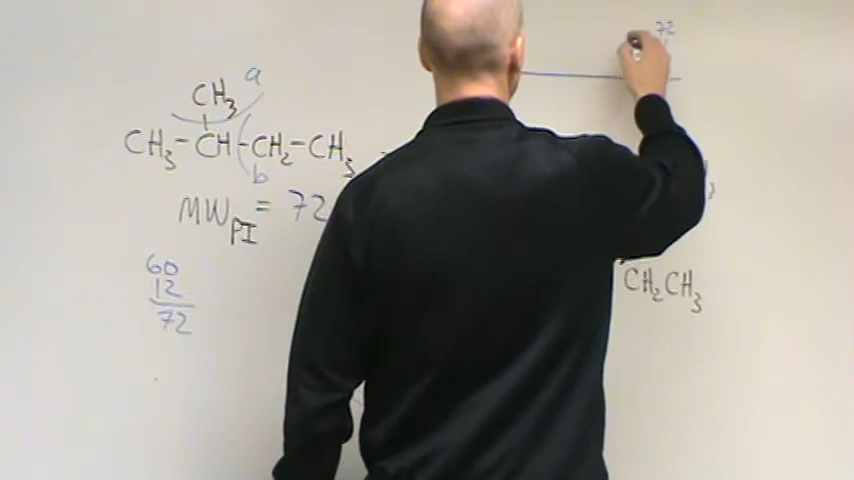 72
a
CH3
CH3-CH-CH2-CH3
b
MW PI = 72
60
12
72
CH2CH3